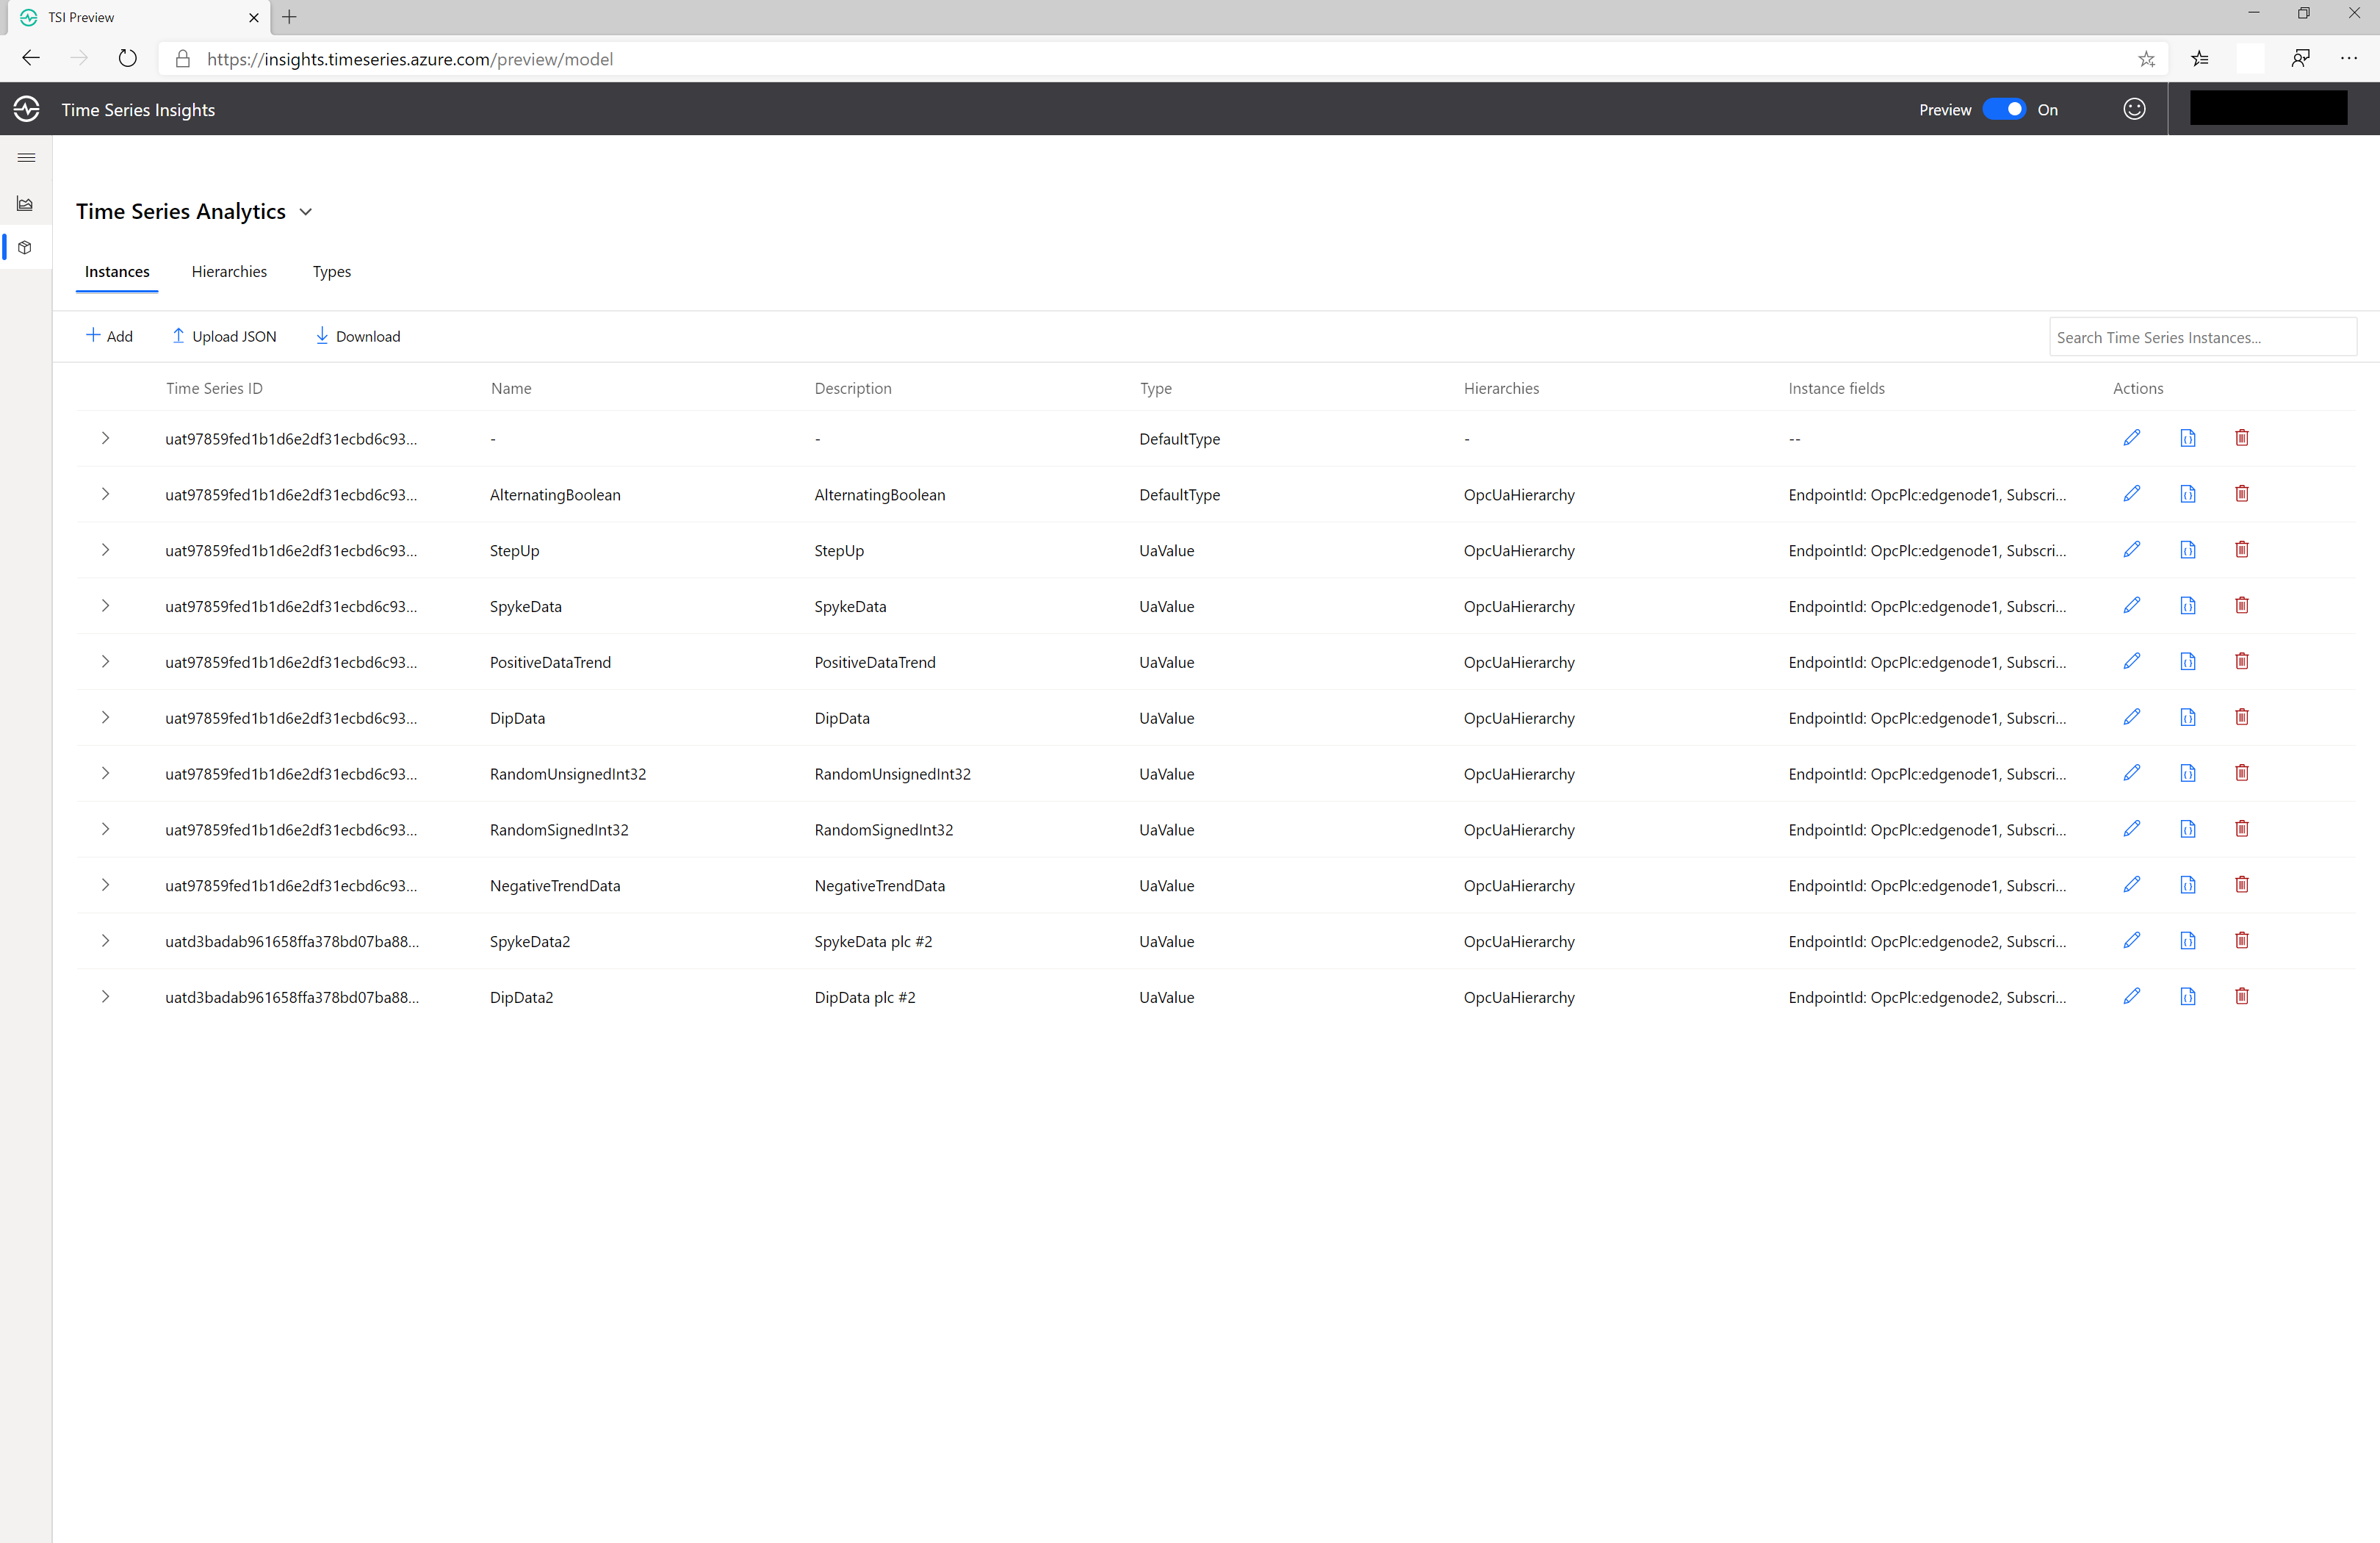 TSI Preview
https://insights.timeseries.azure.com/preview/model
Time Series Insights Preview On
Time Series Analytics
Instances Hierarchies Types
Add Upload JSON Download Search Time Series Instances...
Time Series ID Name Description Type Hierarchies Instance fields Actions
uat97859fed1b1d6e2df31ecbd6c93... - - DefaultType - --
uat97859fed1b1d6e2df31ecbd6c93... AlternatingBoolean AlternatingBoolean DefaultType OpcUaHierarchy EndpointId: OpcPlc:edgenode1, Subscri...
uat97859fed1b1d6e2df31ecbd6c93... StepUp StepUp UaValue OpcUaHierarchy EndpointId: OpcPlc:edgenode1, Subscri...
uat97859fed1b1d6e2df31ecbd6c93... SpykeData SpykeData UaValue OpcUaHierarchy EndpointId: OpcPlc:edgenode1, Subscri...
uat97859fed1b1d6e2df31ecbd6c93... PositiveDataTrend PositiveDataTrend UaValue OpcUaHierarchy EndpointId: OpcPlc:edgenode1, Subscri...
uat97859fed1b1d6e2df31ecbd6c93... DipData DipData UaValue OpcUaHierarchy EndpointId: OpcPlc:edgenode1, Subscri...
uat97859fed1b1d6e2df31ecbd6c93... RandomUnsignedInt32 RandomUnsignedInt32 UaValue OpcUaHierarchy EndpointId: OpcPlc:edgenode1, Subscri...
uat97859fed1b1d6e2df31ecbd6c93... RandomSignedInt32 RandomSignedInt32 UaValue OpcUaHierarchy EndpointId: OpcPlc:edgenode1, Subscri...
uat97859fed1b1d6e2df31ecbd6c93... NegativeTrendData NegativeTrendData UaValue OpcUaHierarchy EndpointId: OpcPlc:edgenode1, Subscri...
uatd3badab961658ffa378bd07ba88... SpykeData2 SpykeData plc #2 UaValue OpcUaHierarchy EndpointId: OpcPlc:edgenode2, Subscri...
uatd3badab961658ffa378bd07ba88... DipData2 DipData plc #2 UaValue OpcUaHierarchy EndpointId: OpcPlc:edgenode2, Subscri...